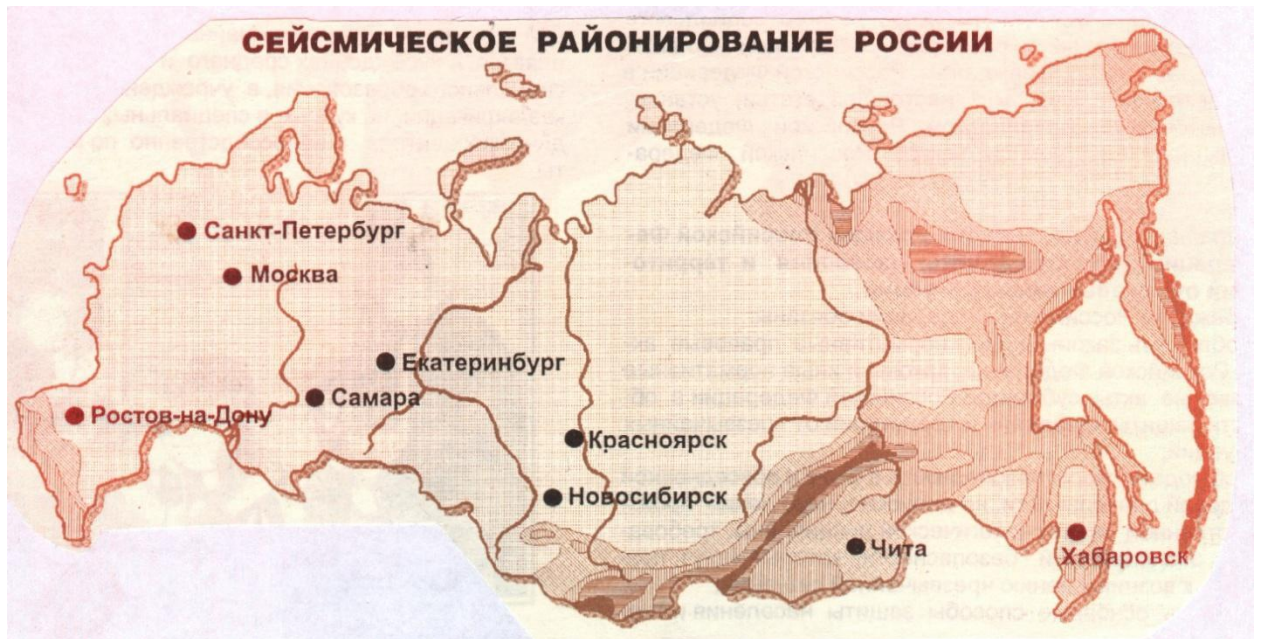 СЕЙСМИЧЕСКОЕ РАЙОНИРОВАНИЕ РОССИИ
Санкт-Петербург
Москва
Екатеринбург
Самара
Ростов-на-Дону
Красноярск
Новосибирск
Чита
Хабаровск